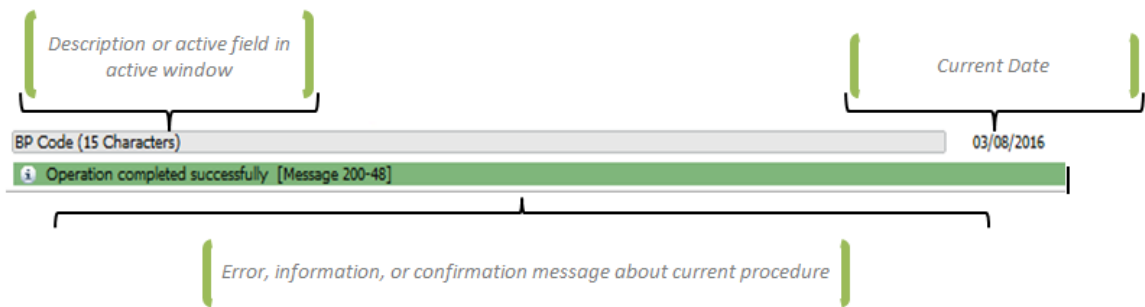 Description or active field in
active window
Current Date
BP Code (15 Characters)
03/08/2016
Operation completed successfully [Message 200-48]
Error, information, or confirmation message about current procedure